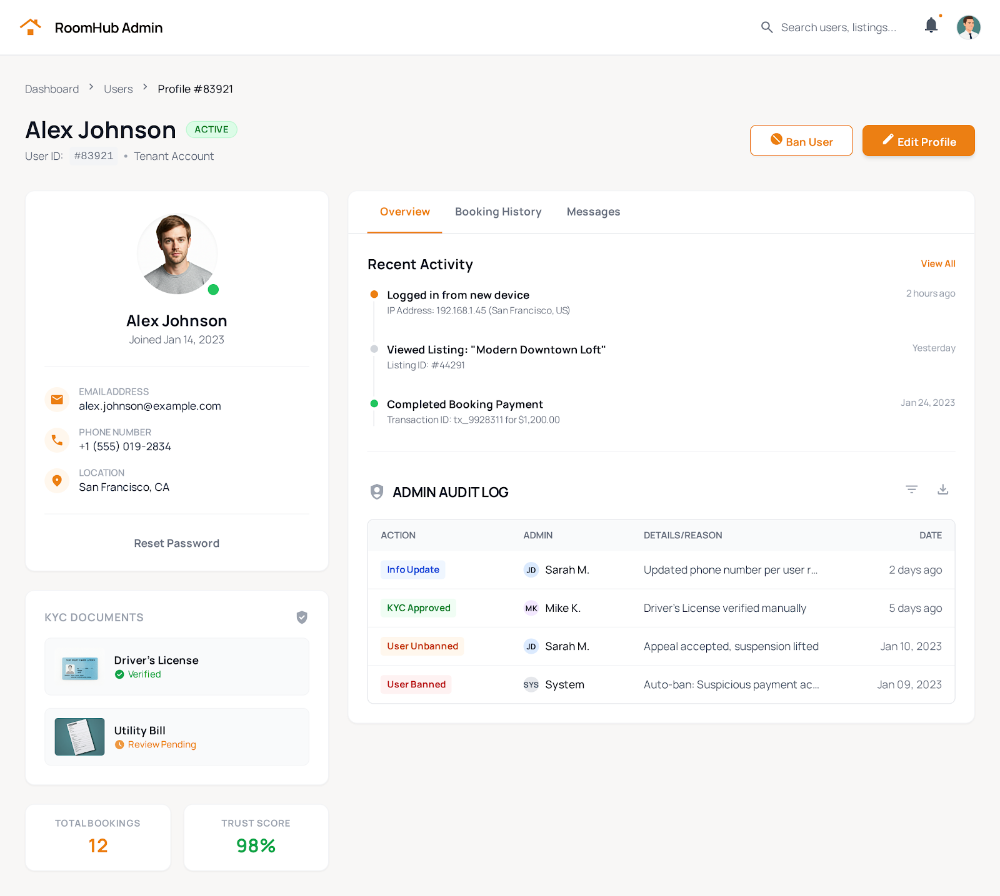 RoomHub Admin
Search users, listings...
Dashboard > Users > Profile #83921
Alex Johnson
ACTIVE
User ID: #83921 • Tenant Account
Ban User
Edit Profile
Alex Johnson
Joined Jan 14, 2023
EMAIL ADDRESS
alex.johnson@example.com
PHONE NUMBER
+1 (555) 019-2834
LOCATION
San Francisco, CA
Reset Password
KYC DOCUMENTS
Driver's License
Verified
Utility Bill
Review Pending
TOTAL BOOKINGS
12
TRUST SCORE
98%
Overview
Booking History
Messages
Recent Activity
View All
Logged in from new device
2 hours ago
IP Address: 192.168.1.45 (San Francisco, US)
Viewed Listing: "Modern Downtown Loft"
Yesterday
Listing ID: #44291
Completed Booking Payment
Jan 24, 2023
Transaction ID: tx_9928311 for $1,200.00
ADMIN AUDIT LOG
ACTION ADMIN DETAILS/REASON DATE
Info Update JD Sarah M. Updated phone number per user r... 2 days ago
KYC Approved MK Mike K. Driver's License verified manually 5 days ago
User Unbanned JD Sarah M. Appeal accepted, suspension lifted Jan 10, 2023
User Banned SYS System Auto-ban: Suspicious payment ac... Jan 09, 2023